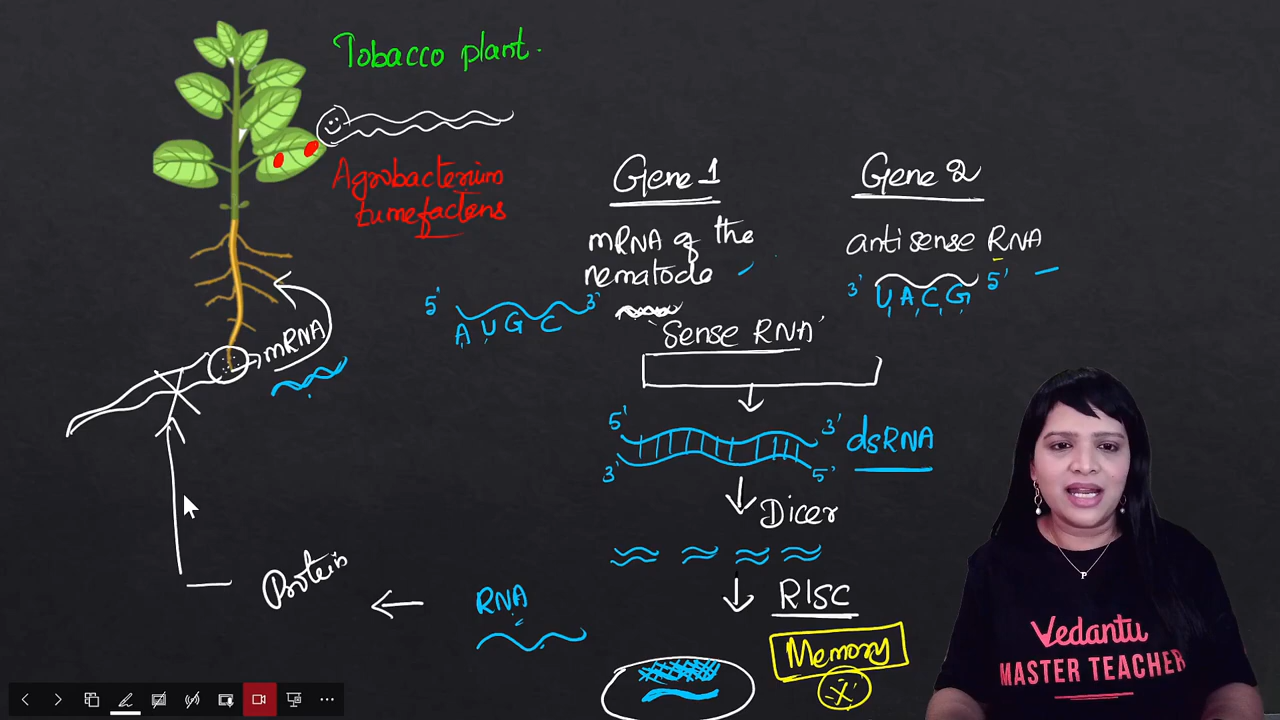 Tobacco plant.
Agrobacterium
tumefaciens
Gene 1
mRNA of the
nematode
5' 3'
A U G C
'Sense RNA'
Gene 2
antisense RNA
3' 5'
U A C G
mRNA
5' 3'
dsRNA
3' 5'
Dicer
RISC
Memory
X
RNA
Protein
P
Vedantu
MASTER TEACHER